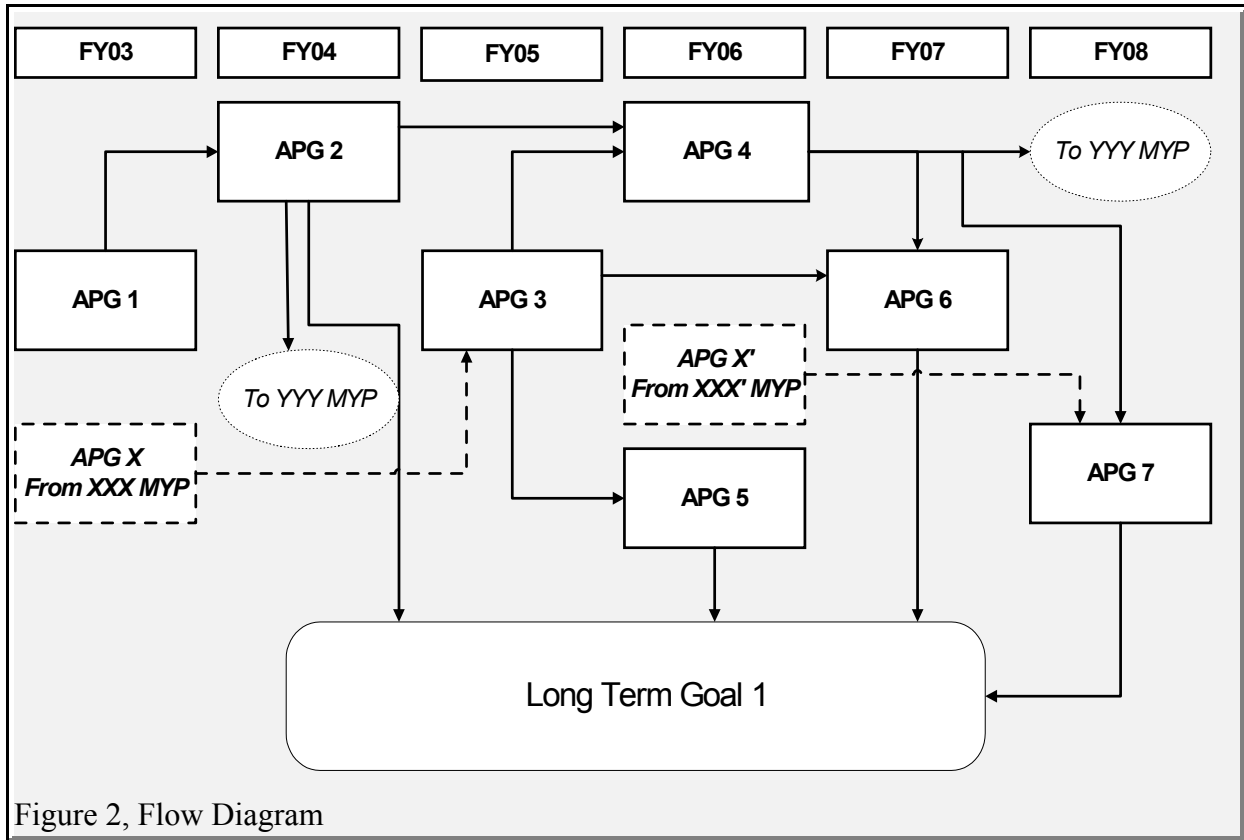 FY03
FY04
FY05
FY06
FY07
FY08
APG 2
APG 4
To YYY MYP
APG 1
APG 3
APG 6
APG X'
From XXX' MYP
To YYY MYP
APG X
From XXX MYP
APG 5
APG 7
Long Term Goal 1
Figure 2, Flow Diagram